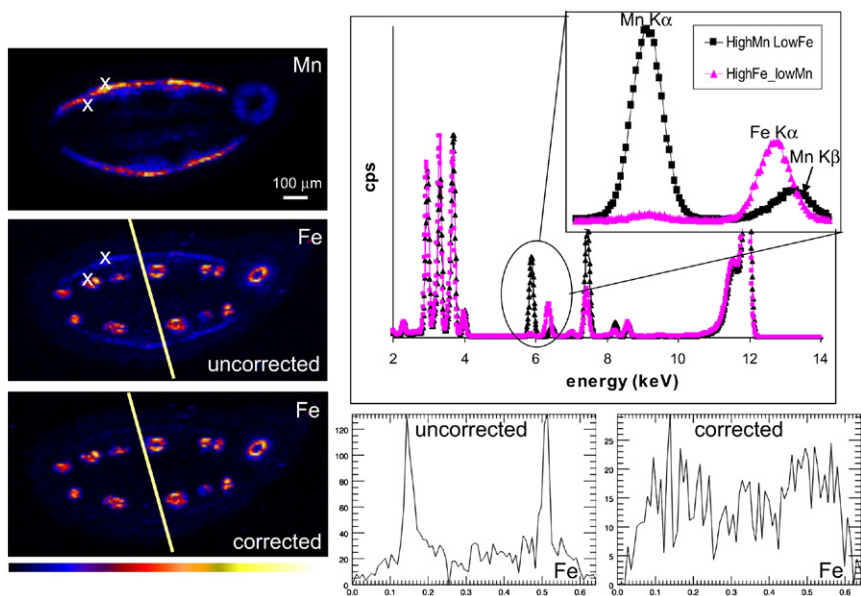 Mn
x
x
100 μm
Fe
x
x
uncorrected
Fe
corrected
Mn Kα
HighMn LowFe
HighFe_lowMn
Fe Kα
Mn Kβ
cps
2 4 6 8 10 12 14
energy (keV)
uncorrected
120
100
80
60
40
20
0
0.0 0.1 0.2 0.3 0.4 0.5 0.6
Fe
corrected
25
20
15
10
5
0
0.0 0.1 0.2 0.3 0.4 0.5 0.6
Fe